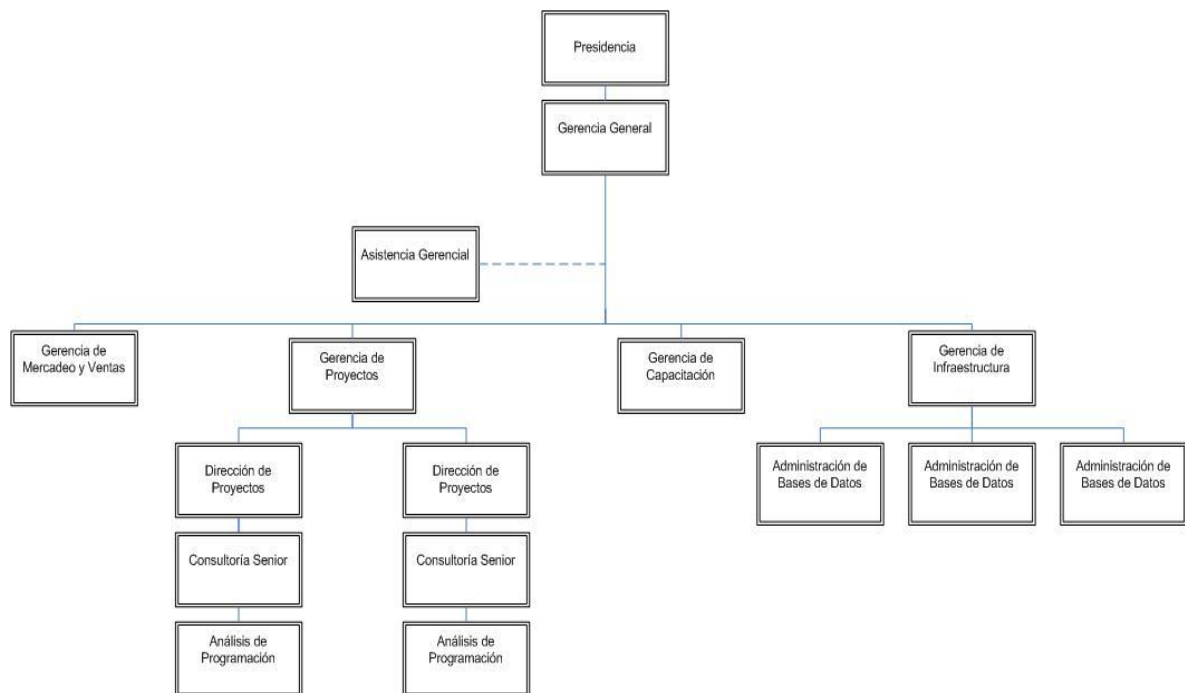 Presidencia
Gerencia General
Asistencia Gerencial
Gerencia de
Mercadeo y Ventas
Gerencia de
Proyectos
Gerencia de
Capacitación
Gerencia de
Infraestructura
Dirección de
Proyectos
Dirección de
Proyectos
Administración de
Bases de Datos
Administración de
Bases de Datos
Administración de
Bases de Datos
Consultoría Senior
Consultoría Senior
Análisis de
Programación
Análisis de
Programación